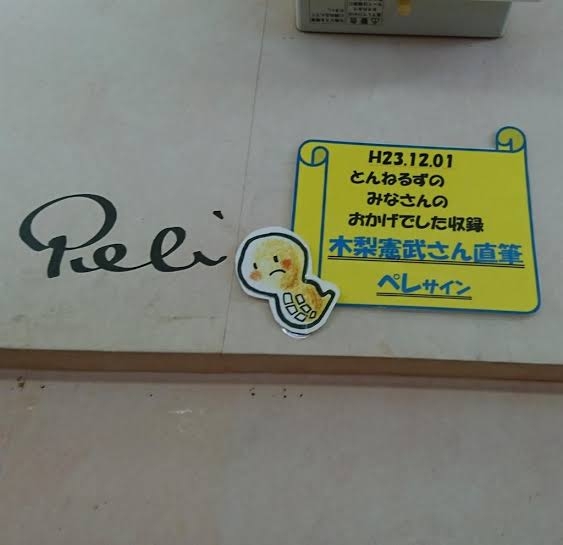 Pele
H23.12.01
とんねるずの
みなさんの
おかげでした収録
木梨憲武さん直筆
ペレサイン